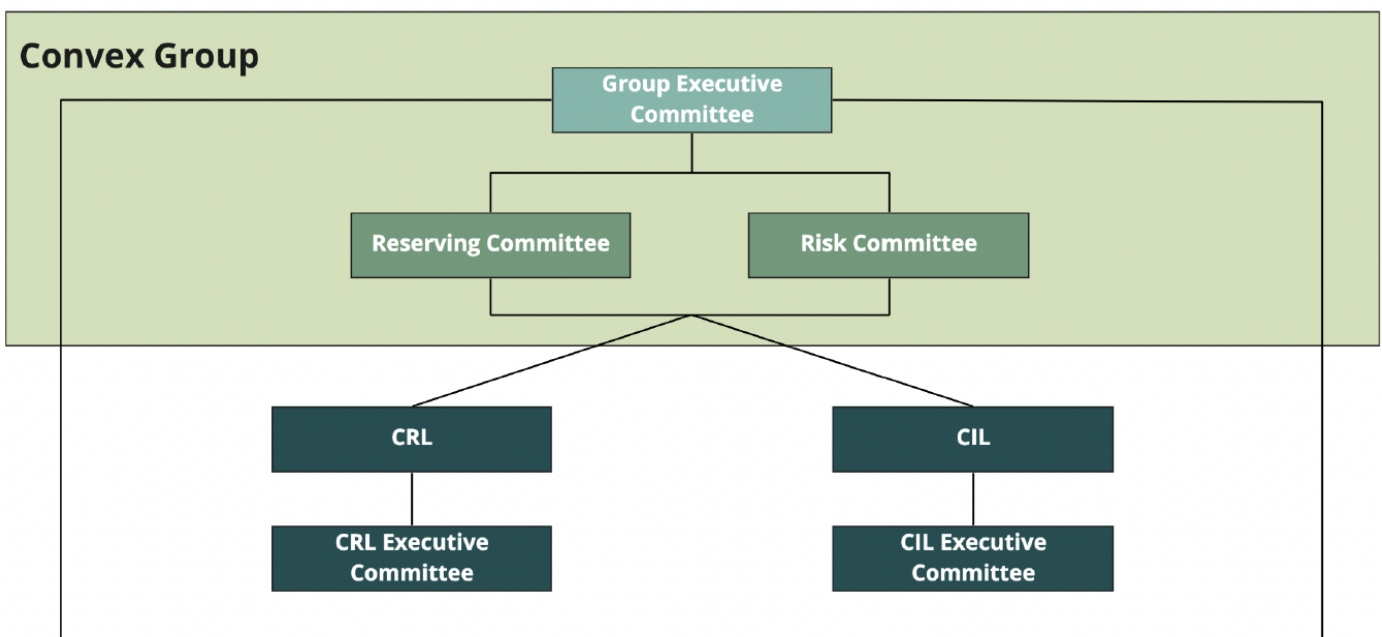 Convex Group
Group Executive
Committee
Reserving Committee
Risk Committee
CRL
CIL
CRL Executive
Committee
CIL Executive
Committee